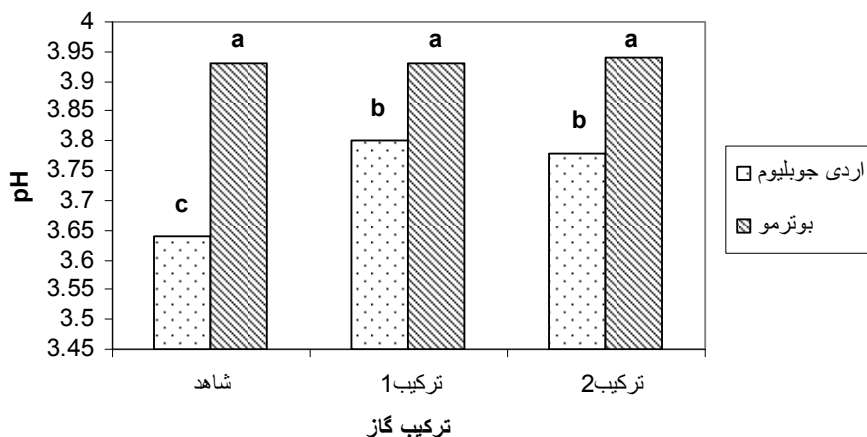 4
3.95
3.9
3.85
3.8
3.75
3.7
3.65
3.6
3.55
3.5
3.45
pH
a
a
a
b
b
c
شاهد
ترکیب1
ترکیب2
ترکیب گاز
اردی جوبلیوم
بوترمو